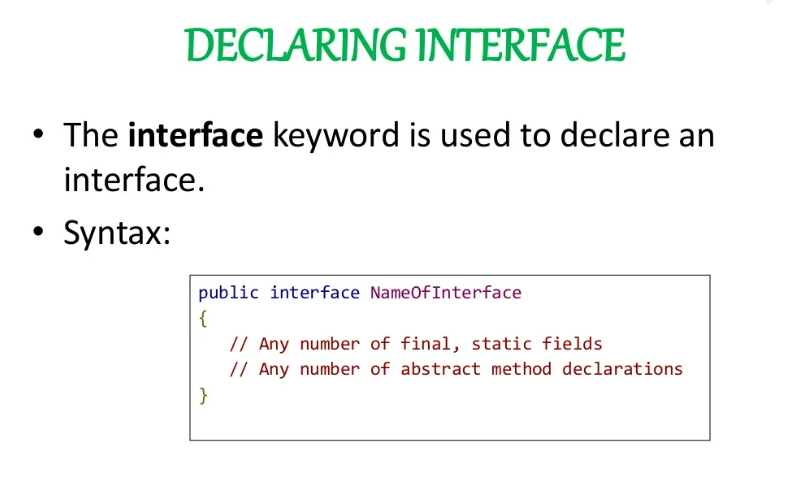 DECLARING INTERFACE
• The interface keyword is used to declare an
interface.
• Syntax:
public interface NameOfInterface
{
// Any number of final, static fields
// Any number of abstract method declarations
}